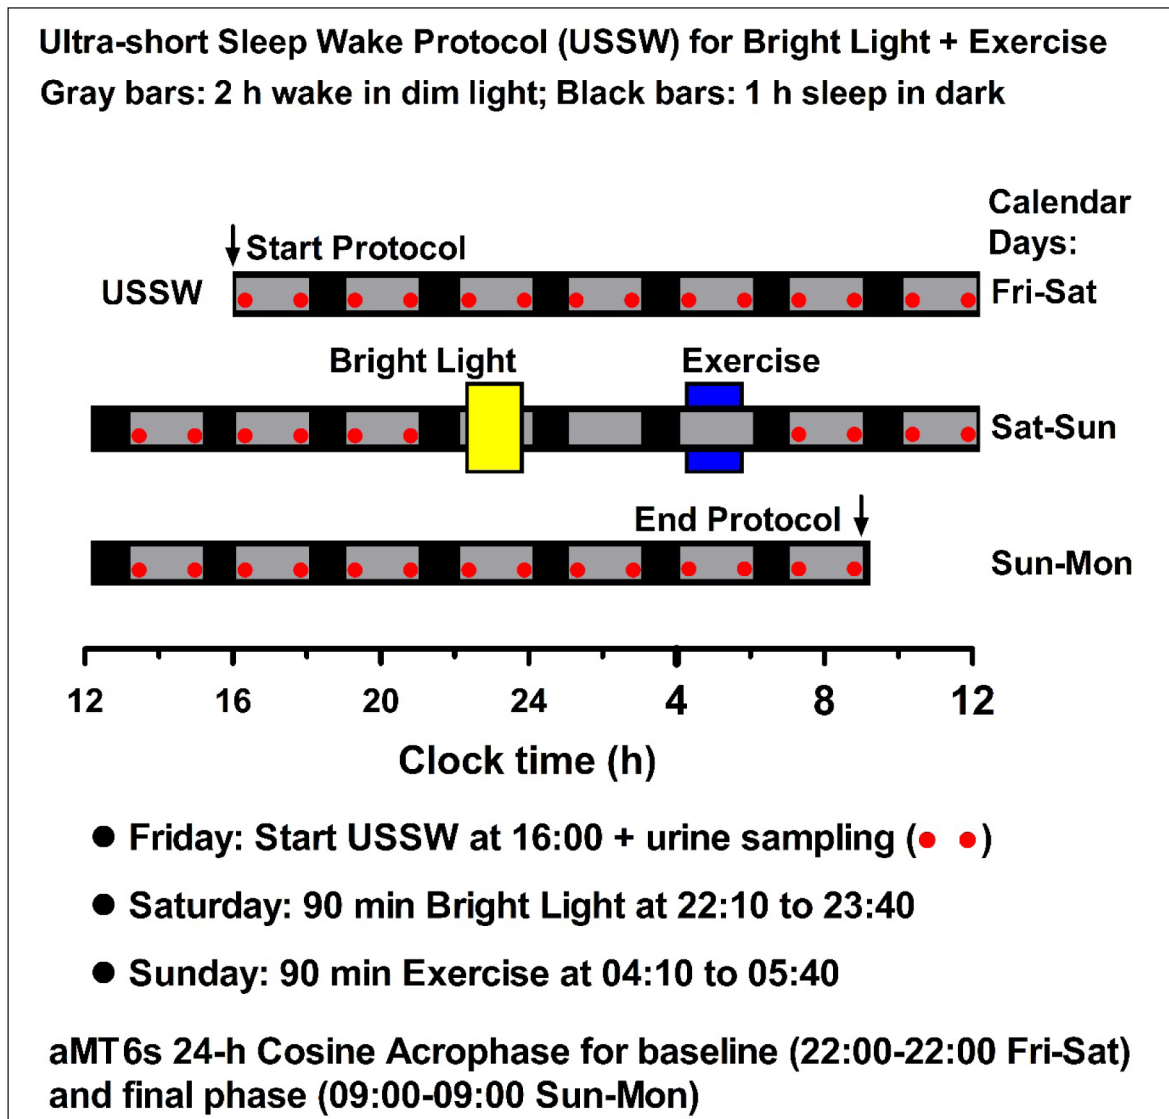 Ultra-short Sleep Wake Protocol (USSW) for Bright Light + Exercise
Gray bars: 2 h wake in dim light; Black bars: 1 h sleep in dark
Calendar
Days:
Start Protocol
USSW
Fri-Sat
Bright Light
Exercise
Sat-Sun
End Protocol
Sun-Mon
12 16 20 24 4 8 12
Clock time (h)
● Friday: Start USSW at 16:00 + urine sampling (● ●)
● Saturday: 90 min Bright Light at 22:10 to 23:40
● Sunday: 90 min Exercise at 04:10 to 05:40
aMT6s 24-h Cosine Acrophase for baseline (22:00-22:00 Fri-Sat)
and final phase (09:00-09:00 Sun-Mon)